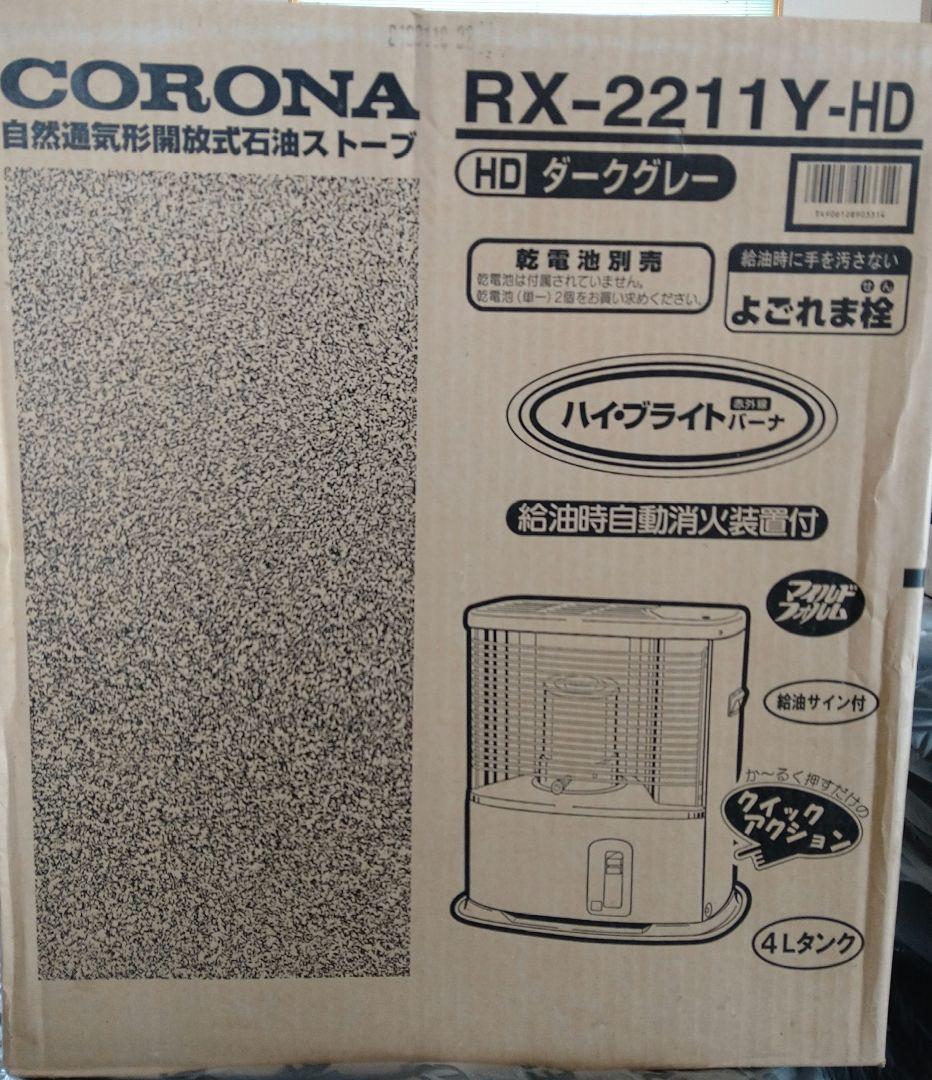 CORONA
自然通気形開放式石油ストーブ
RX-2211Y-HD
HD ダークグレー
乾電池別売
乾電池は付属されていません。
乾電池(単一)2個をお買い求めください。
給油時に手を汚さない
せん
よごれま栓
ハイ・ブライト 赤外線 バーナ
給油時自動消火装置付
マイルド
フォルム
給油サイン付
か〜るく押すだけの
クイック
アクション
4Lタンク